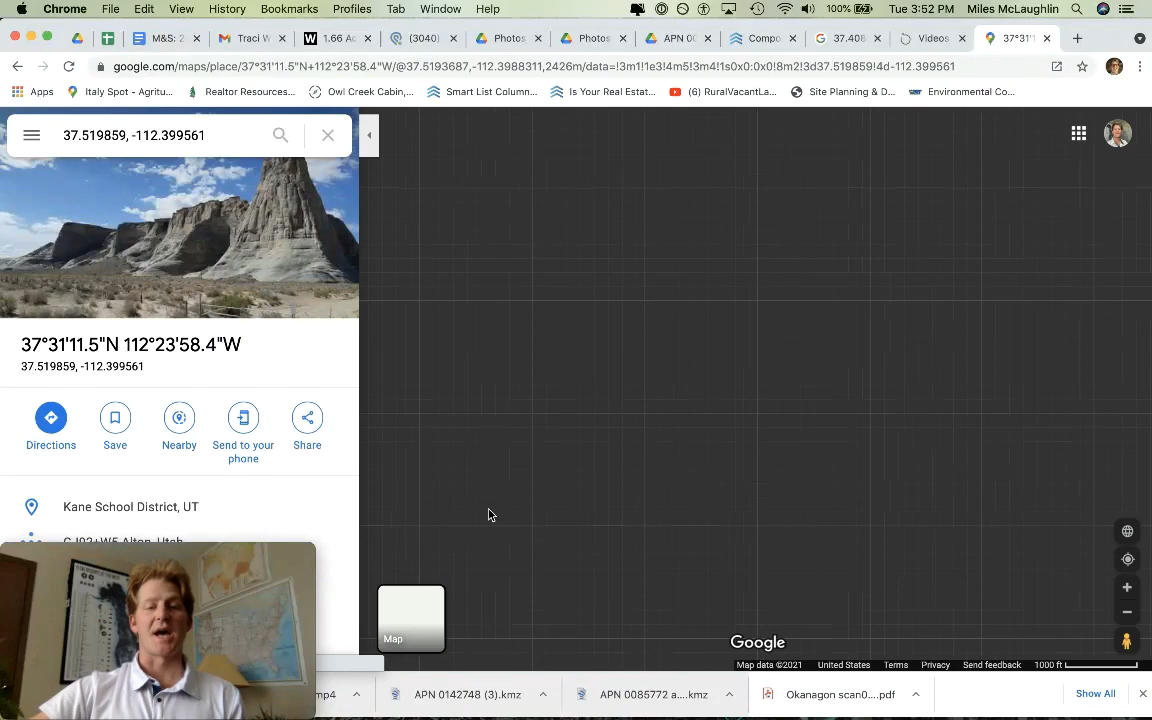 Chrome File Edit View History Bookmarks Profiles Tab Window Help 100% Tue 3:52 PM Miles McLaughlin
M&S: 2 Traci W 1.66 Ac (3040) Photos Photos APN 00 Compo 37.408 Videos 37°31'1
google.com/maps/place/37°31'11.5"N+112°23'58.4"W/@37.5193687,-112.3988311,2426m/data=!3m1!1e3!4m5!3m4!1s0x0:0x0!8m2!3d37.519859!4d-112.399561
Apps Italy Spot - Agritu... Realtor Resources... Owl Creek Cabin,... Smart List Column... Is Your Real Estat... (6) RuralVacantLa... Site Planning & D... Environmental Co...
37.519859, -112.399561
37°31'11.5"N 112°23'58.4"W
37.519859, -112.399561
Directions Save Nearby Send to your phone Share
Kane School District, UT
GJ92+W5 Alton, Utah
Map
Google
Map data ©2021 United States Terms Privacy Send feedback 1000 ft
mp4 APN 0142748 (3).kmz APN 0085772 a....kmz Okanagon scan0....pdf Show All